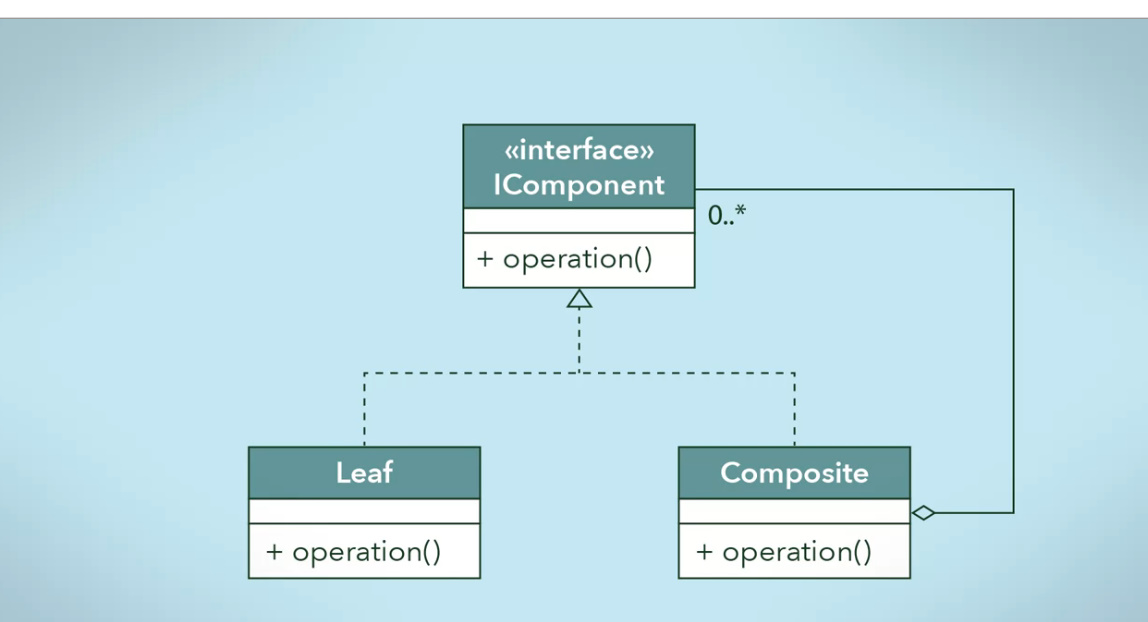 «interface»
IComponent
0..*
+ operation()
Leaf
Composite
+ operation()
+ operation()